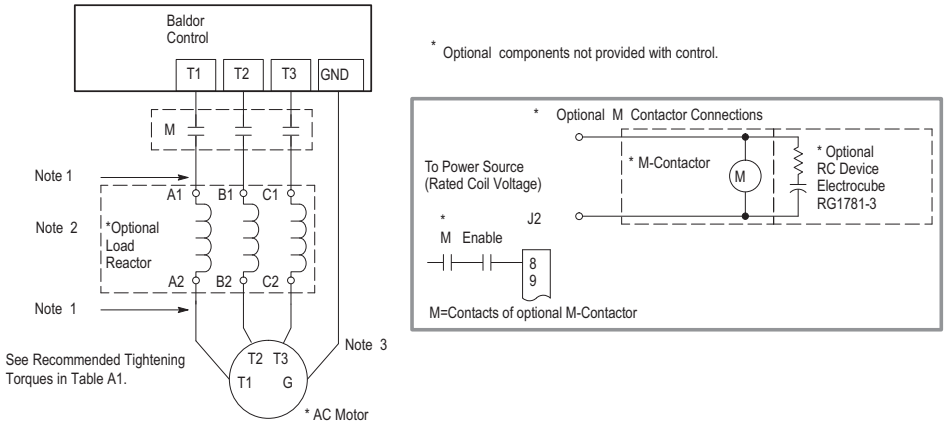 Baldor
Control
T1 T2 T3 GND
M
Note 1
A1 B1 C1
Note 2
*Optional
Load
Reactor
A2 B2 C2
Note 1
Note 3
See Recommended Tightening
Torques in Table A1.
T2 T3
T1 G
* AC Motor
* Optional components not provided with control.
* Optional M Contactor Connections
To Power Source
(Rated Coil Voltage)
* M-Contactor
M
* Optional
RC Device
Electrocube
RG1781-3
J2
*
M Enable
8
9
M=Contacts of optional M-Contactor